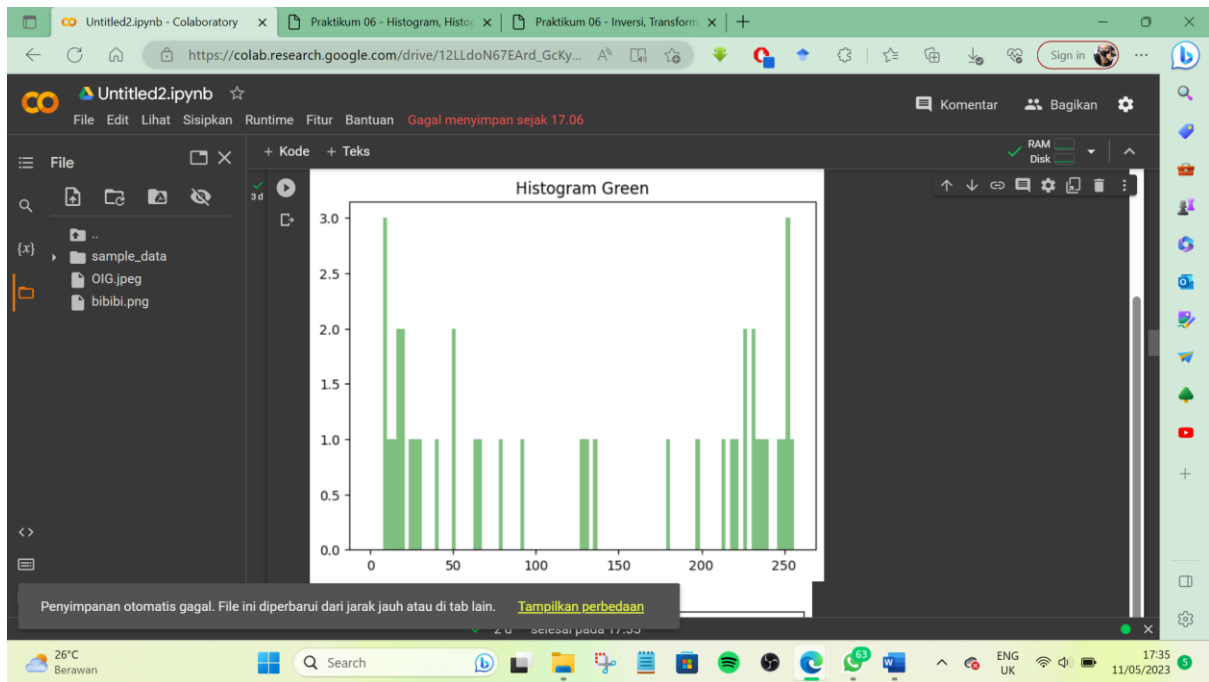 Untitled2.ipynb - Colaboratory
Praktikum 06 - Histogram, Histog
Praktikum 06 - Inversi, Transform
https://colab.research.google.com/drive/12LLdoN67EArd_GcKy...
Sign in
Untitled2.ipynb
Komentar
Bagikan
File Edit Lihat Sisipkan Runtime Fitur Bantuan Gagal menyimpan sejak 17.06
File
+ Kode + Teks
RAM
Disk
3 d
..
sample_data
OIG.jpeg
bibibi.png
{x}
Histogram Green
3.0
2.5
2.0
1.5
1.0
0.5
0.0
0 50 100 150 200 250
Penyimpanan otomatis gagal. File ini diperbarui dari jarak jauh atau di tab lain. Tampilkan perbedaan
26°C
Berawan
Search
63
ENG
UK
17:35
11/05/2023
5